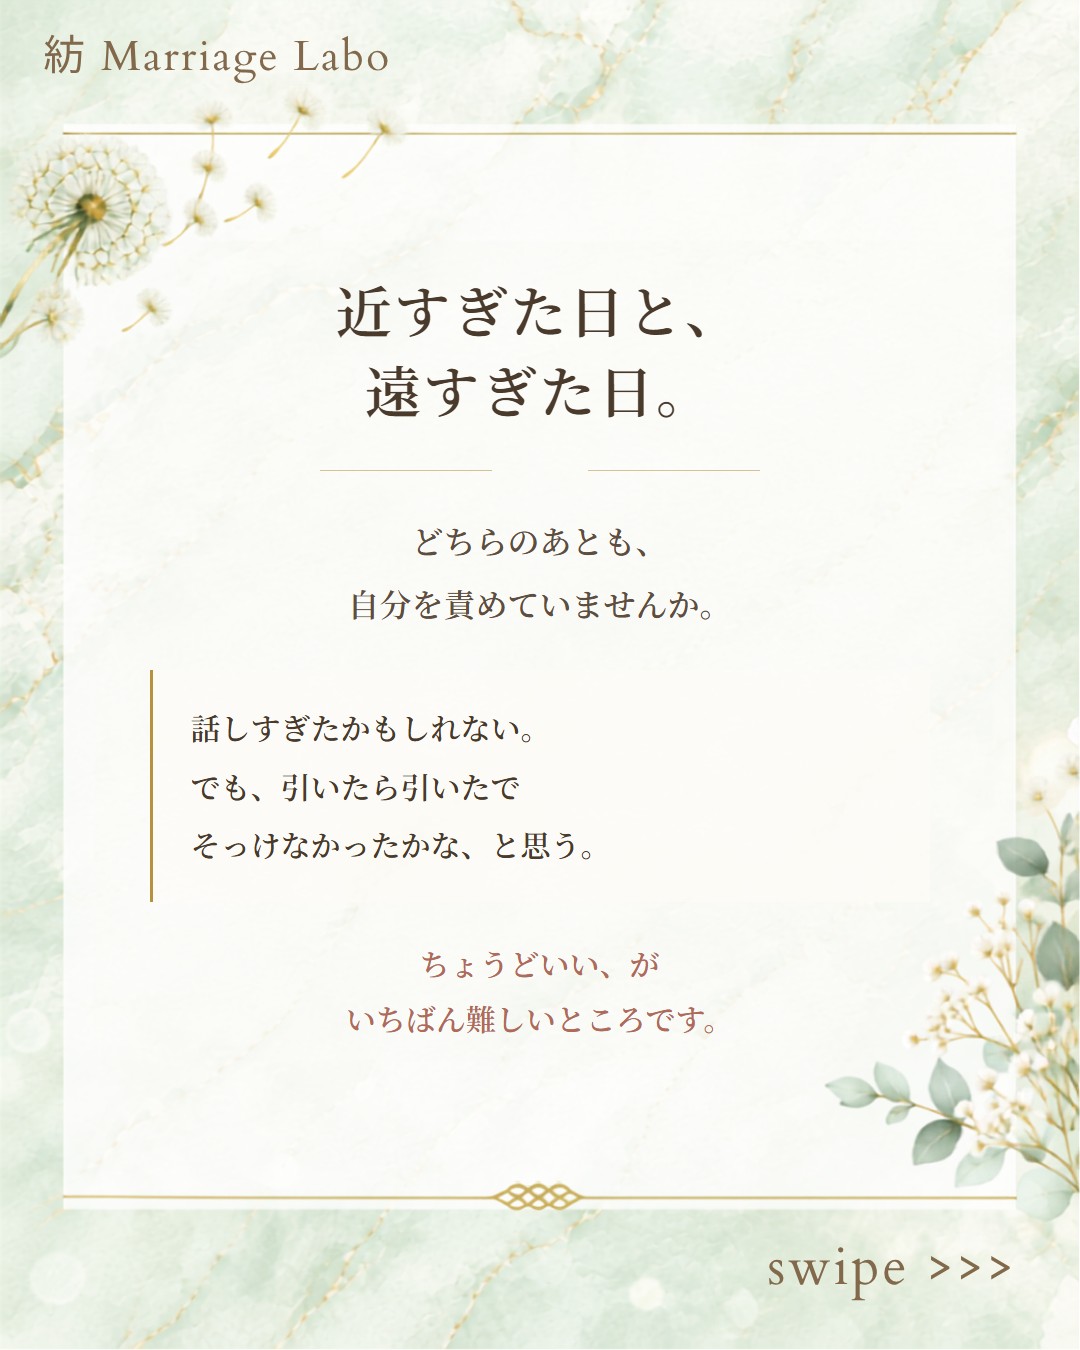 紡 Marriage Labo
近すぎた日と、
遠すぎた日。
どちらのあとも、
自分を責めていませんか。
話しすぎたかもしれない。
でも、引いたら引いたで
そっけなかったかな、と思う。
ちょうどいい、が
いちばん難しいところです。
swipe >>>